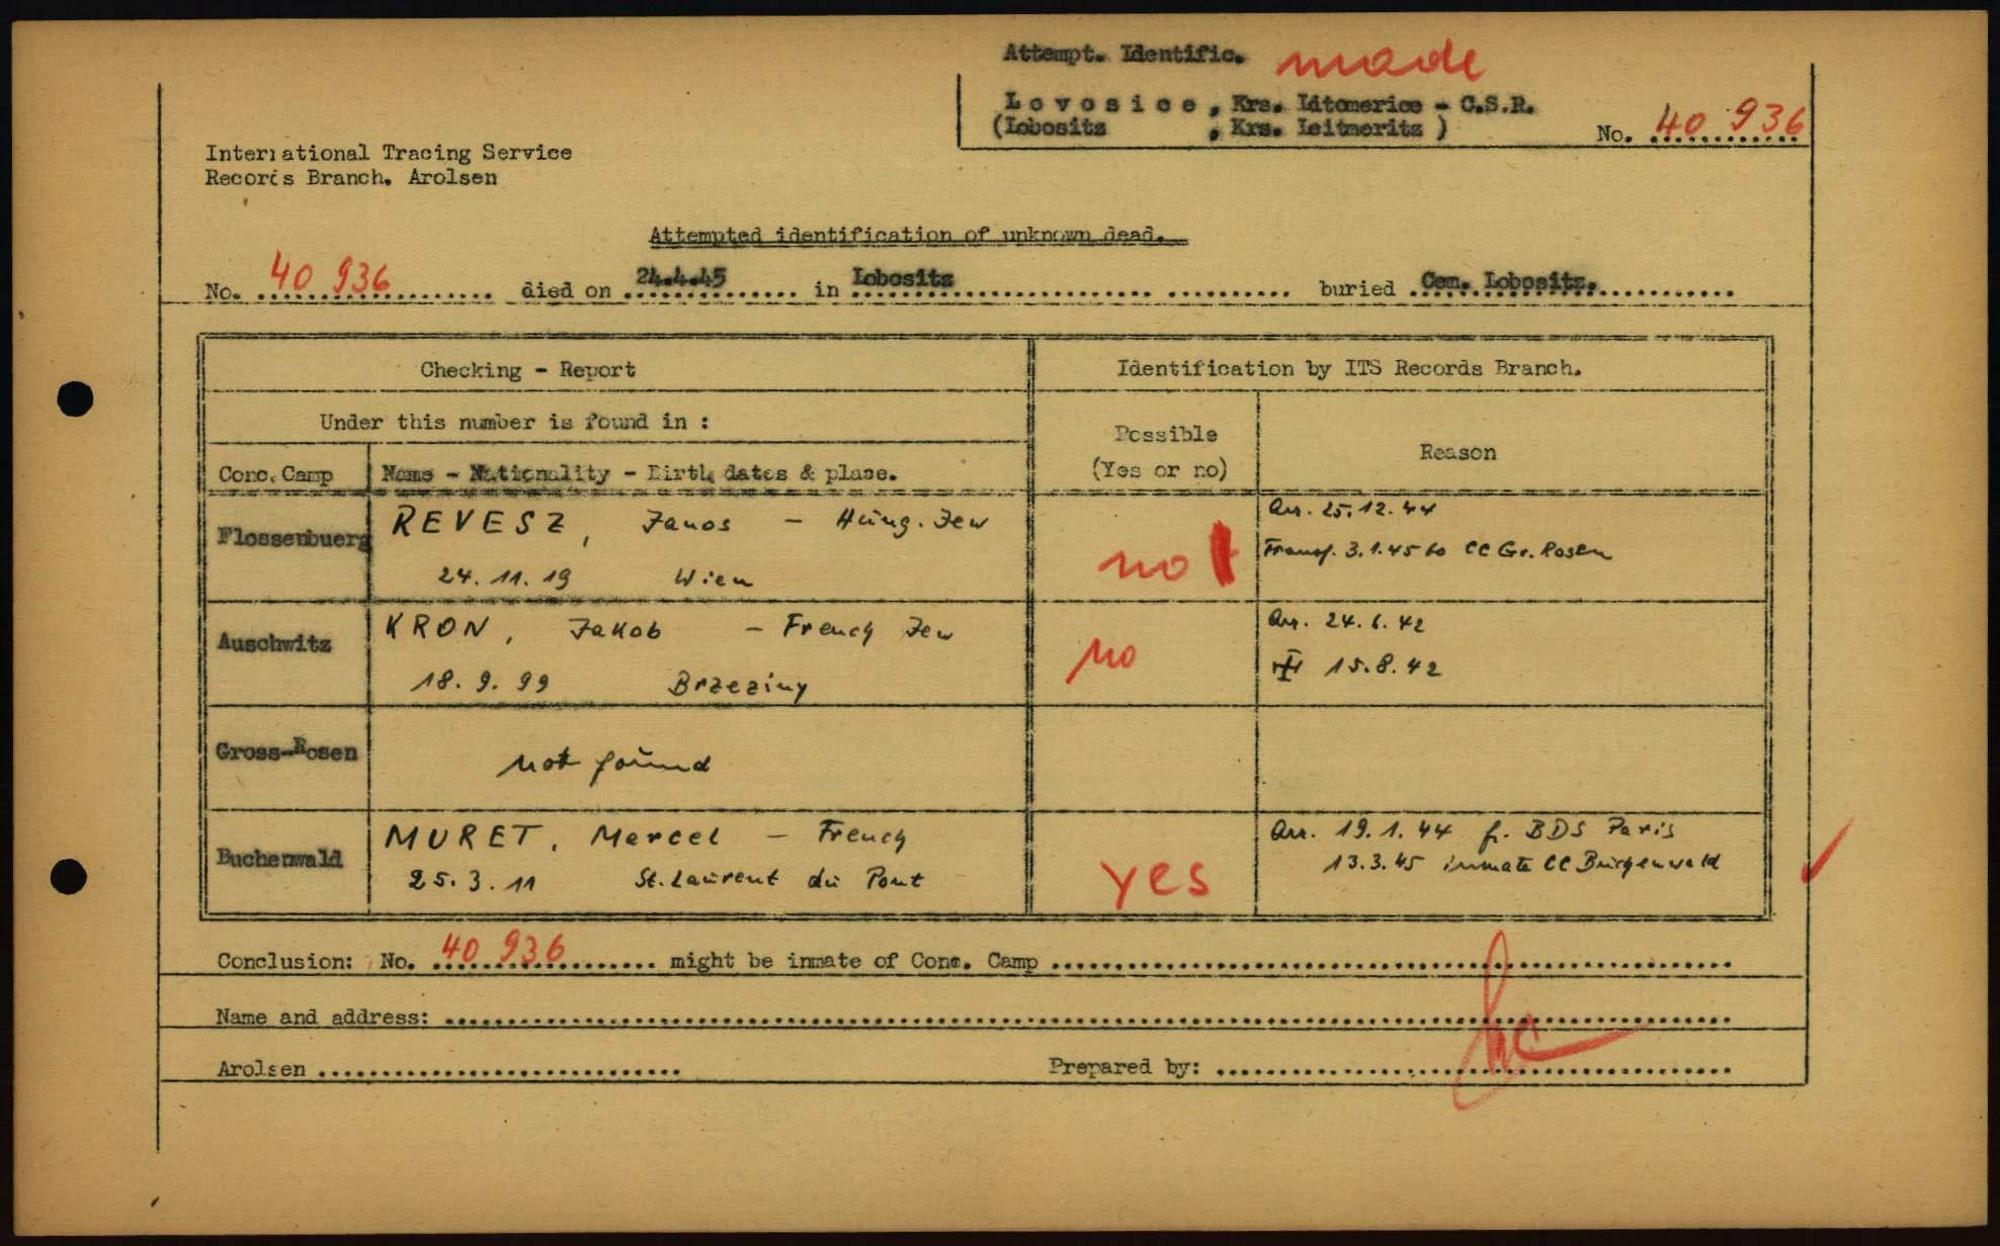 Attempt. Identific. made
Lovosice, Krs. Litomerice - C.S.R.
(Lobositz , Krs. Leitmeritz )
No. 40 936
International Tracing Service
Records Branch. Arolsen
Attempted identification of unknown dead.
No. 40 936 died on 24.4.45 in Lobositz buried Cem. Lobositz.
Checking - Report
Identification by ITS Records Branch.
Under this number is found in :
Possible
(Yes or no)
Reason
Conc. Camp
Name - Nationality - Birth dates & plase.
Flossenbuerg
REVESZ, Janos - Hung. Jew
24. 11. 19 Wien
no
Arr. 25.12.44
Transf. 3.1.45 to CC Gr. Rosen
Auschwitz
KRON, Jakob - French Jew
18. 9. 99 Brzeziny
no
Arr. 24.6.42
15.8.42
Gross-Rosen
not found
Buchenwald
MURET, Marcel - French
25. 3. 11 St. Laurent du Pont
yes
Arr. 19.1.44 f. BDS Paris
13.3.45 inmate CC Buchenwald
Conclusion: No. 40 936 might be inmate of Conc. Camp
Name and address:
Arolsen
Prepared by: